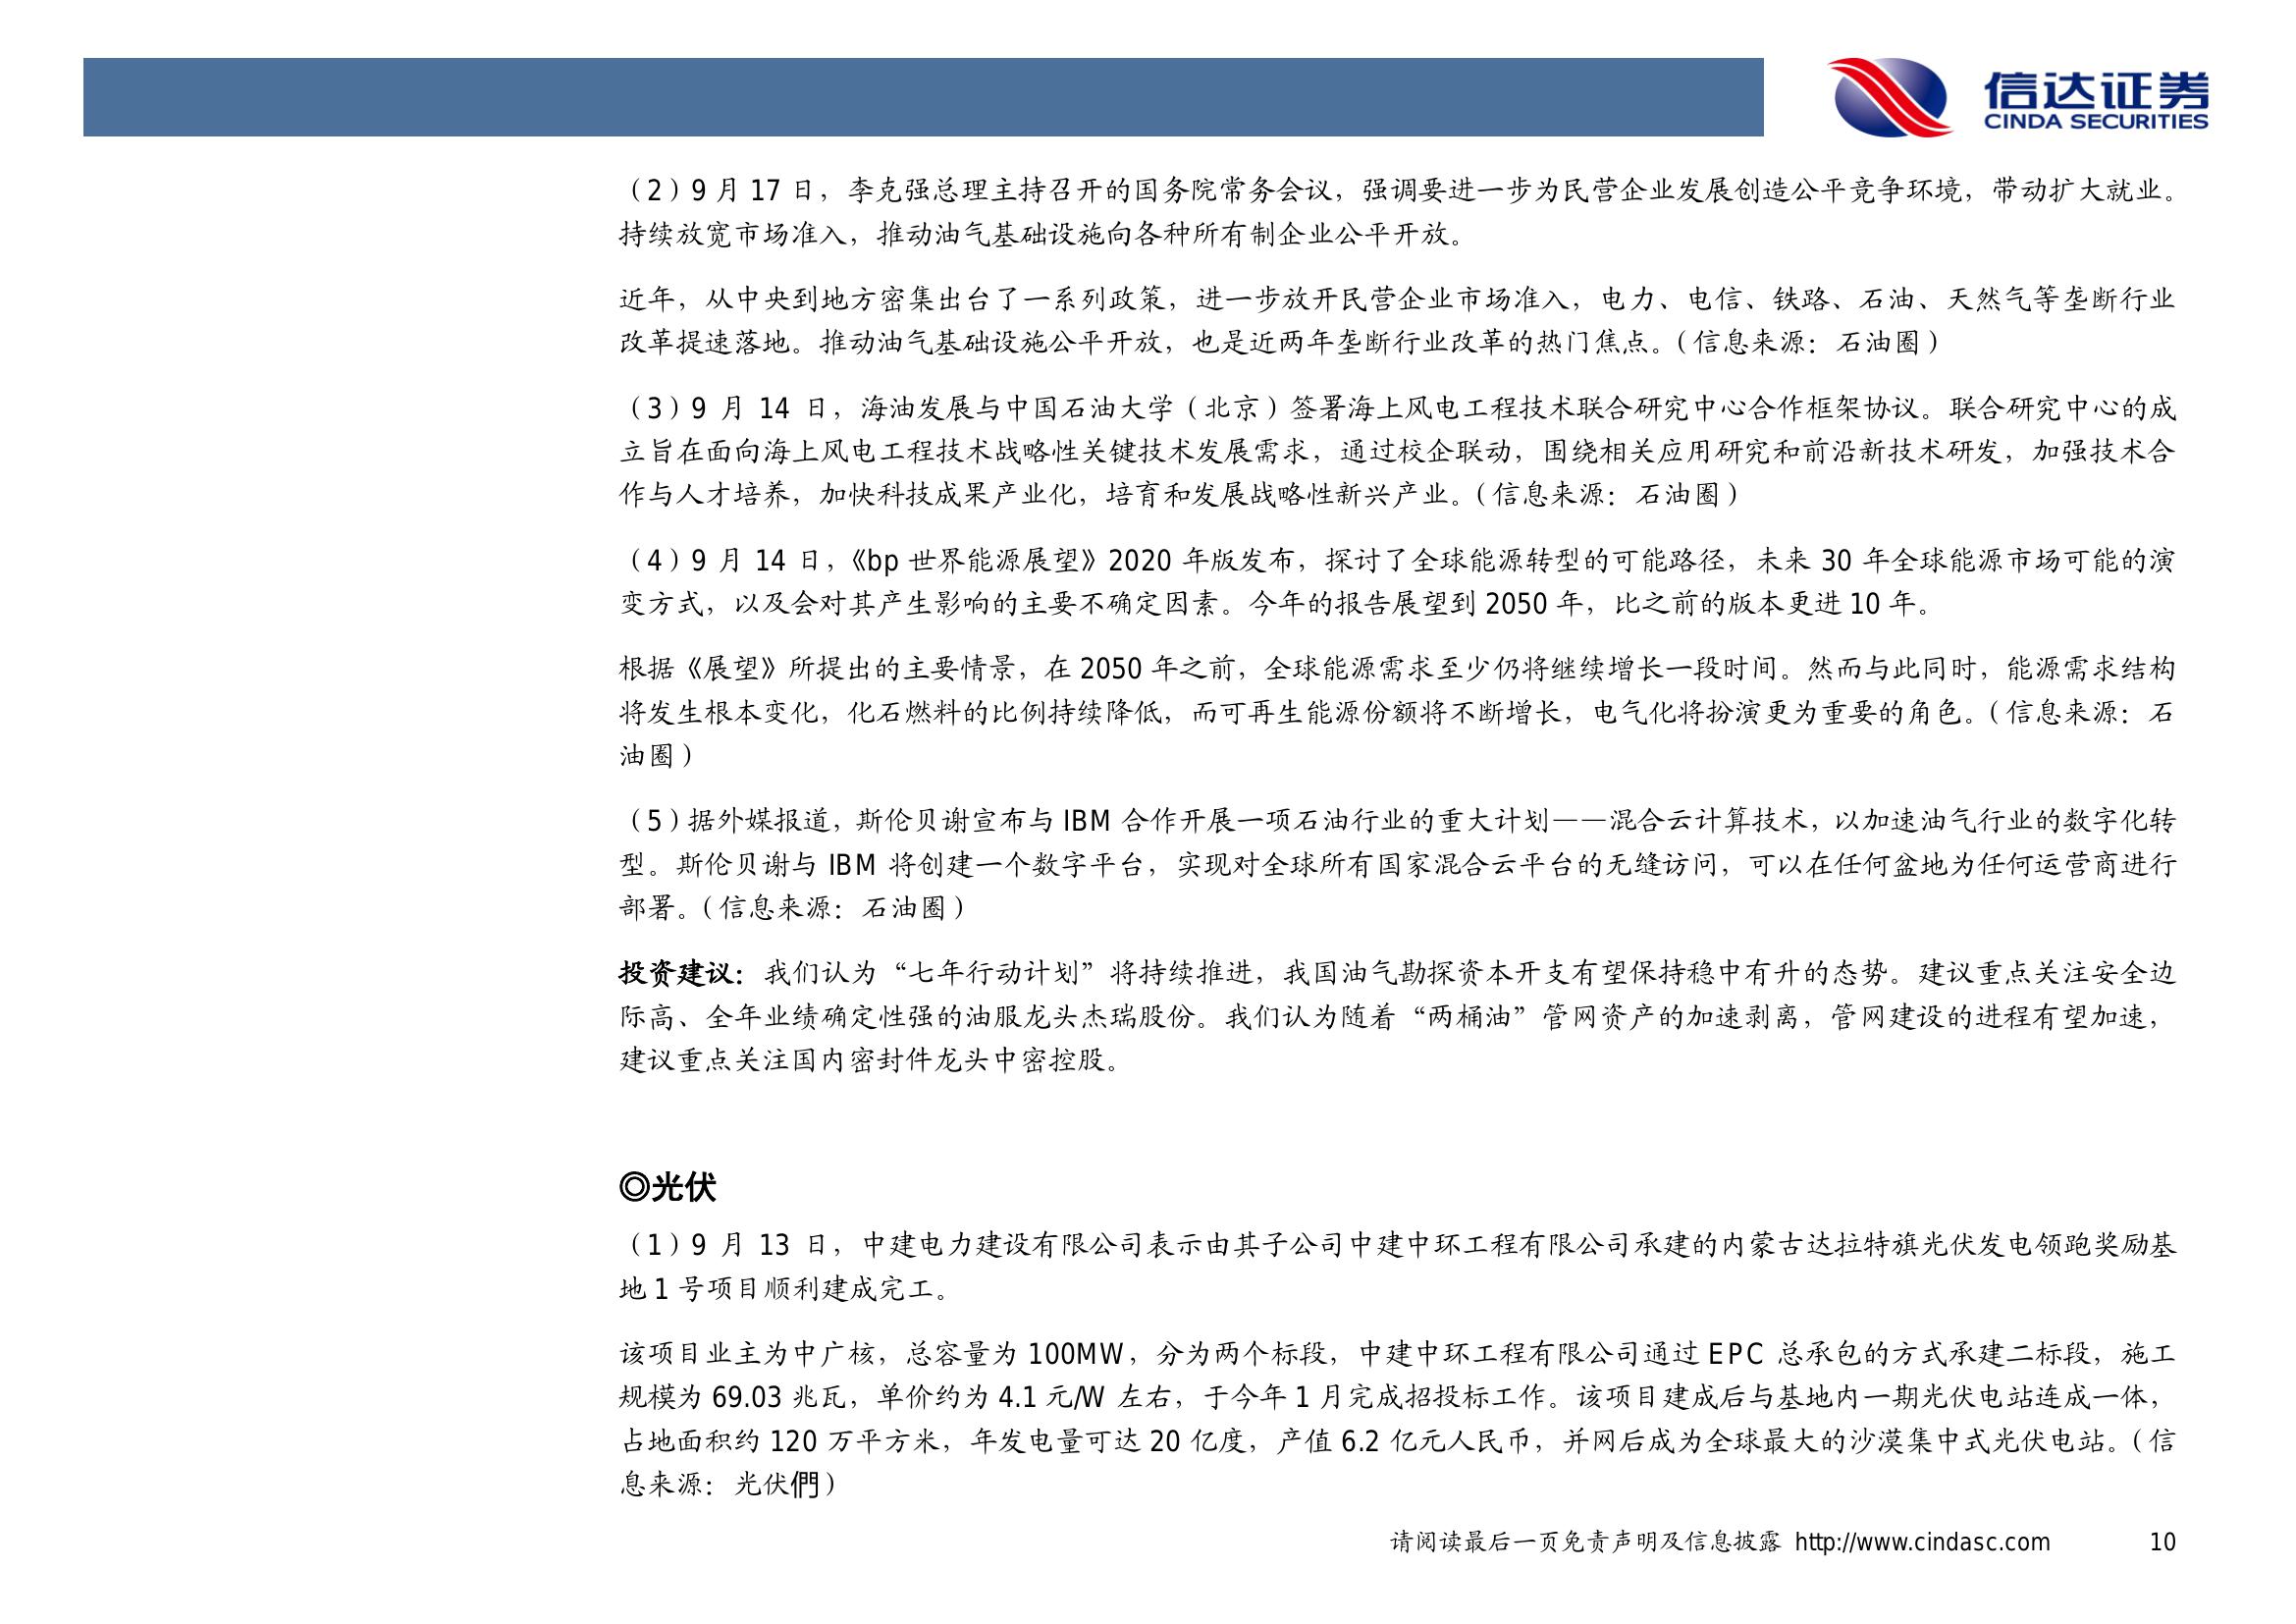 信达证券
CINDA SECURITIES
（2）9 月 17 日，李克强总理主持召开的国务院常务会议，强调要进一步为民营企业发展创造公平竞争环境，带动扩大就业。
持续放宽市场准入，推动油气基础设施向各种所有制企业公平开放。
近年，从中央到地方密集出台了一系列政策，进一步放开民营企业市场准入，电力、电信、铁路、石油、天然气等垄断行业
改革提速落地。推动油气基础设施公平开放，也是近两年垄断行业改革的热门焦点。（信息来源：石油圈）
（3）9 月 14 日，海油发展与中国石油大学（北京）签署海上风电工程技术联合研究中心合作框架协议。联合研究中心的成
立旨在面向海上风电工程技术战略性关键技术发展需求，通过校企联动，围绕相关应用研究和前沿新技术研发，加强技术合
作与人才培养，加快科技成果产业化，培育和发展战略性新兴产业。（信息来源：石油圈）
（4）9 月 14 日，《bp 世界能源展望》2020 年版发布，探讨了全球能源转型的可能路径，未来 30 年全球能源市场可能的演
变方式，以及会对其产生影响的主要不确定因素。今年的报告展望到 2050 年，比之前的版本更进 10 年。
根据《展望》所提出的主要情景，在 2050 年之前，全球能源需求至少仍将继续增长一段时间。然而与此同时，能源需求结构
将发生根本变化，化石燃料的比例持续降低，而可再生能源份额将不断增长，电气化将扮演更为重要的角色。（信息来源：石
油圈）
（5）据外媒报道，斯伦贝谢宣布与 IBM 合作开展一项石油行业的重大计划——混合云计算技术，以加速油气行业的数字化转
型。斯伦贝谢与 IBM 将创建一个数字平台，实现对全球所有国家混合云平台的无缝访问，可以在任何盆地为任何运营商进行
部署。（信息来源：石油圈）
投资建议：我们认为“七年行动计划”将持续推进，我国油气勘探资本开支有望保持稳中有升的态势。建议重点关注安全边
际高、全年业绩确定性强的油服龙头杰瑞股份。我们认为随着“两桶油”管网资产的加速剥离，管网建设的进程有望加速，
建议重点关注国内密封件龙头中密控股。
◎光伏
（1）9 月 13 日，中建电力建设有限公司表示由其子公司中建中环工程有限公司承建的内蒙古达拉特旗光伏发电领跑奖励基
地 1 号项目顺利建成完工。
该项目业主为中广核，总容量为 100MW，分为两个标段，中建中环工程有限公司通过 EPC 总承包的方式承建二标段，施工
规模为 69.03 兆瓦，单价约为 4.1 元/W 左右，于今年 1 月完成招投标工作。该项目建成后与基地内一期光伏电站连成一体，
占地面积约 120 万平方米，年发电量可达 20 亿度，产值 6.2 亿元人民币，并网后成为全球最大的沙漠集中式光伏电站。（信
息来源：光伏們）
请阅读最后一页免责声明及信息披露 http://www.cindasc.com 10